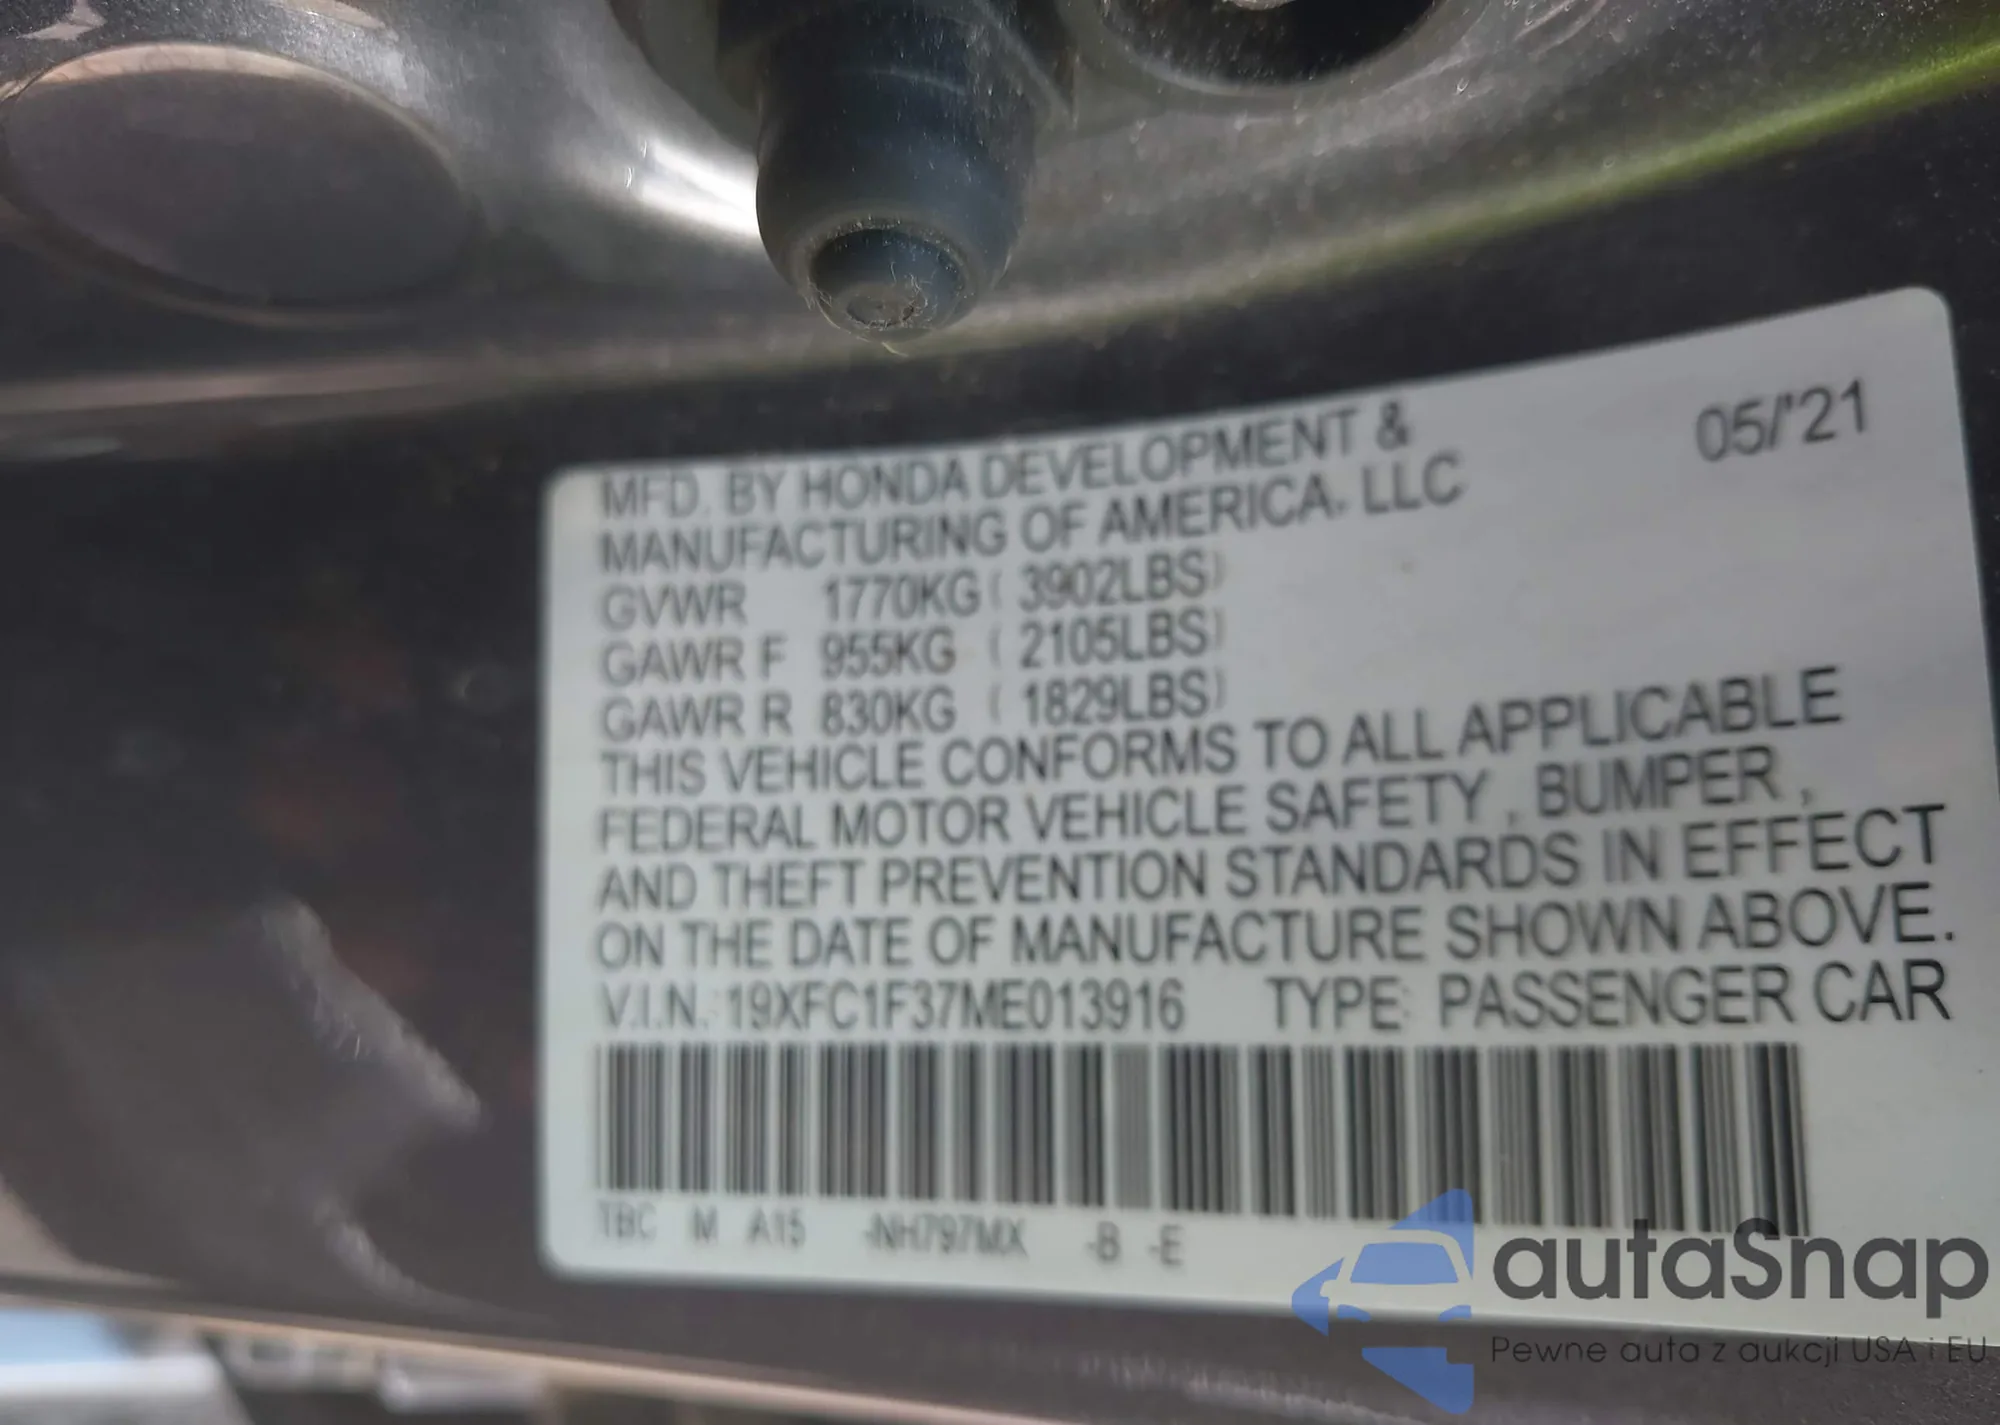 05/'21
MFD. BY HONDA DEVELOPMENT &
MANUFACTURING OF AMERICA, LLC
GVWR 1770KG ( 3902LBS)
GAWR F 955KG ( 2105LBS)
GAWR R 830KG ( 1829LBS)
THIS VEHICLE CONFORMS TO ALL APPLICABLE
FEDERAL MOTOR VEHICLE SAFETY , BUMPER ,
AND THEFT PREVENTION STANDARDS IN EFFECT
ON THE DATE OF MANUFACTURE SHOWN ABOVE.
V.I.N. 19XFC1F37ME013916 TYPE: PASSENGER CAR
TBC M A15 -NH797MX -B -E
autaSnap
Pewne auta z aukcji USA i EU